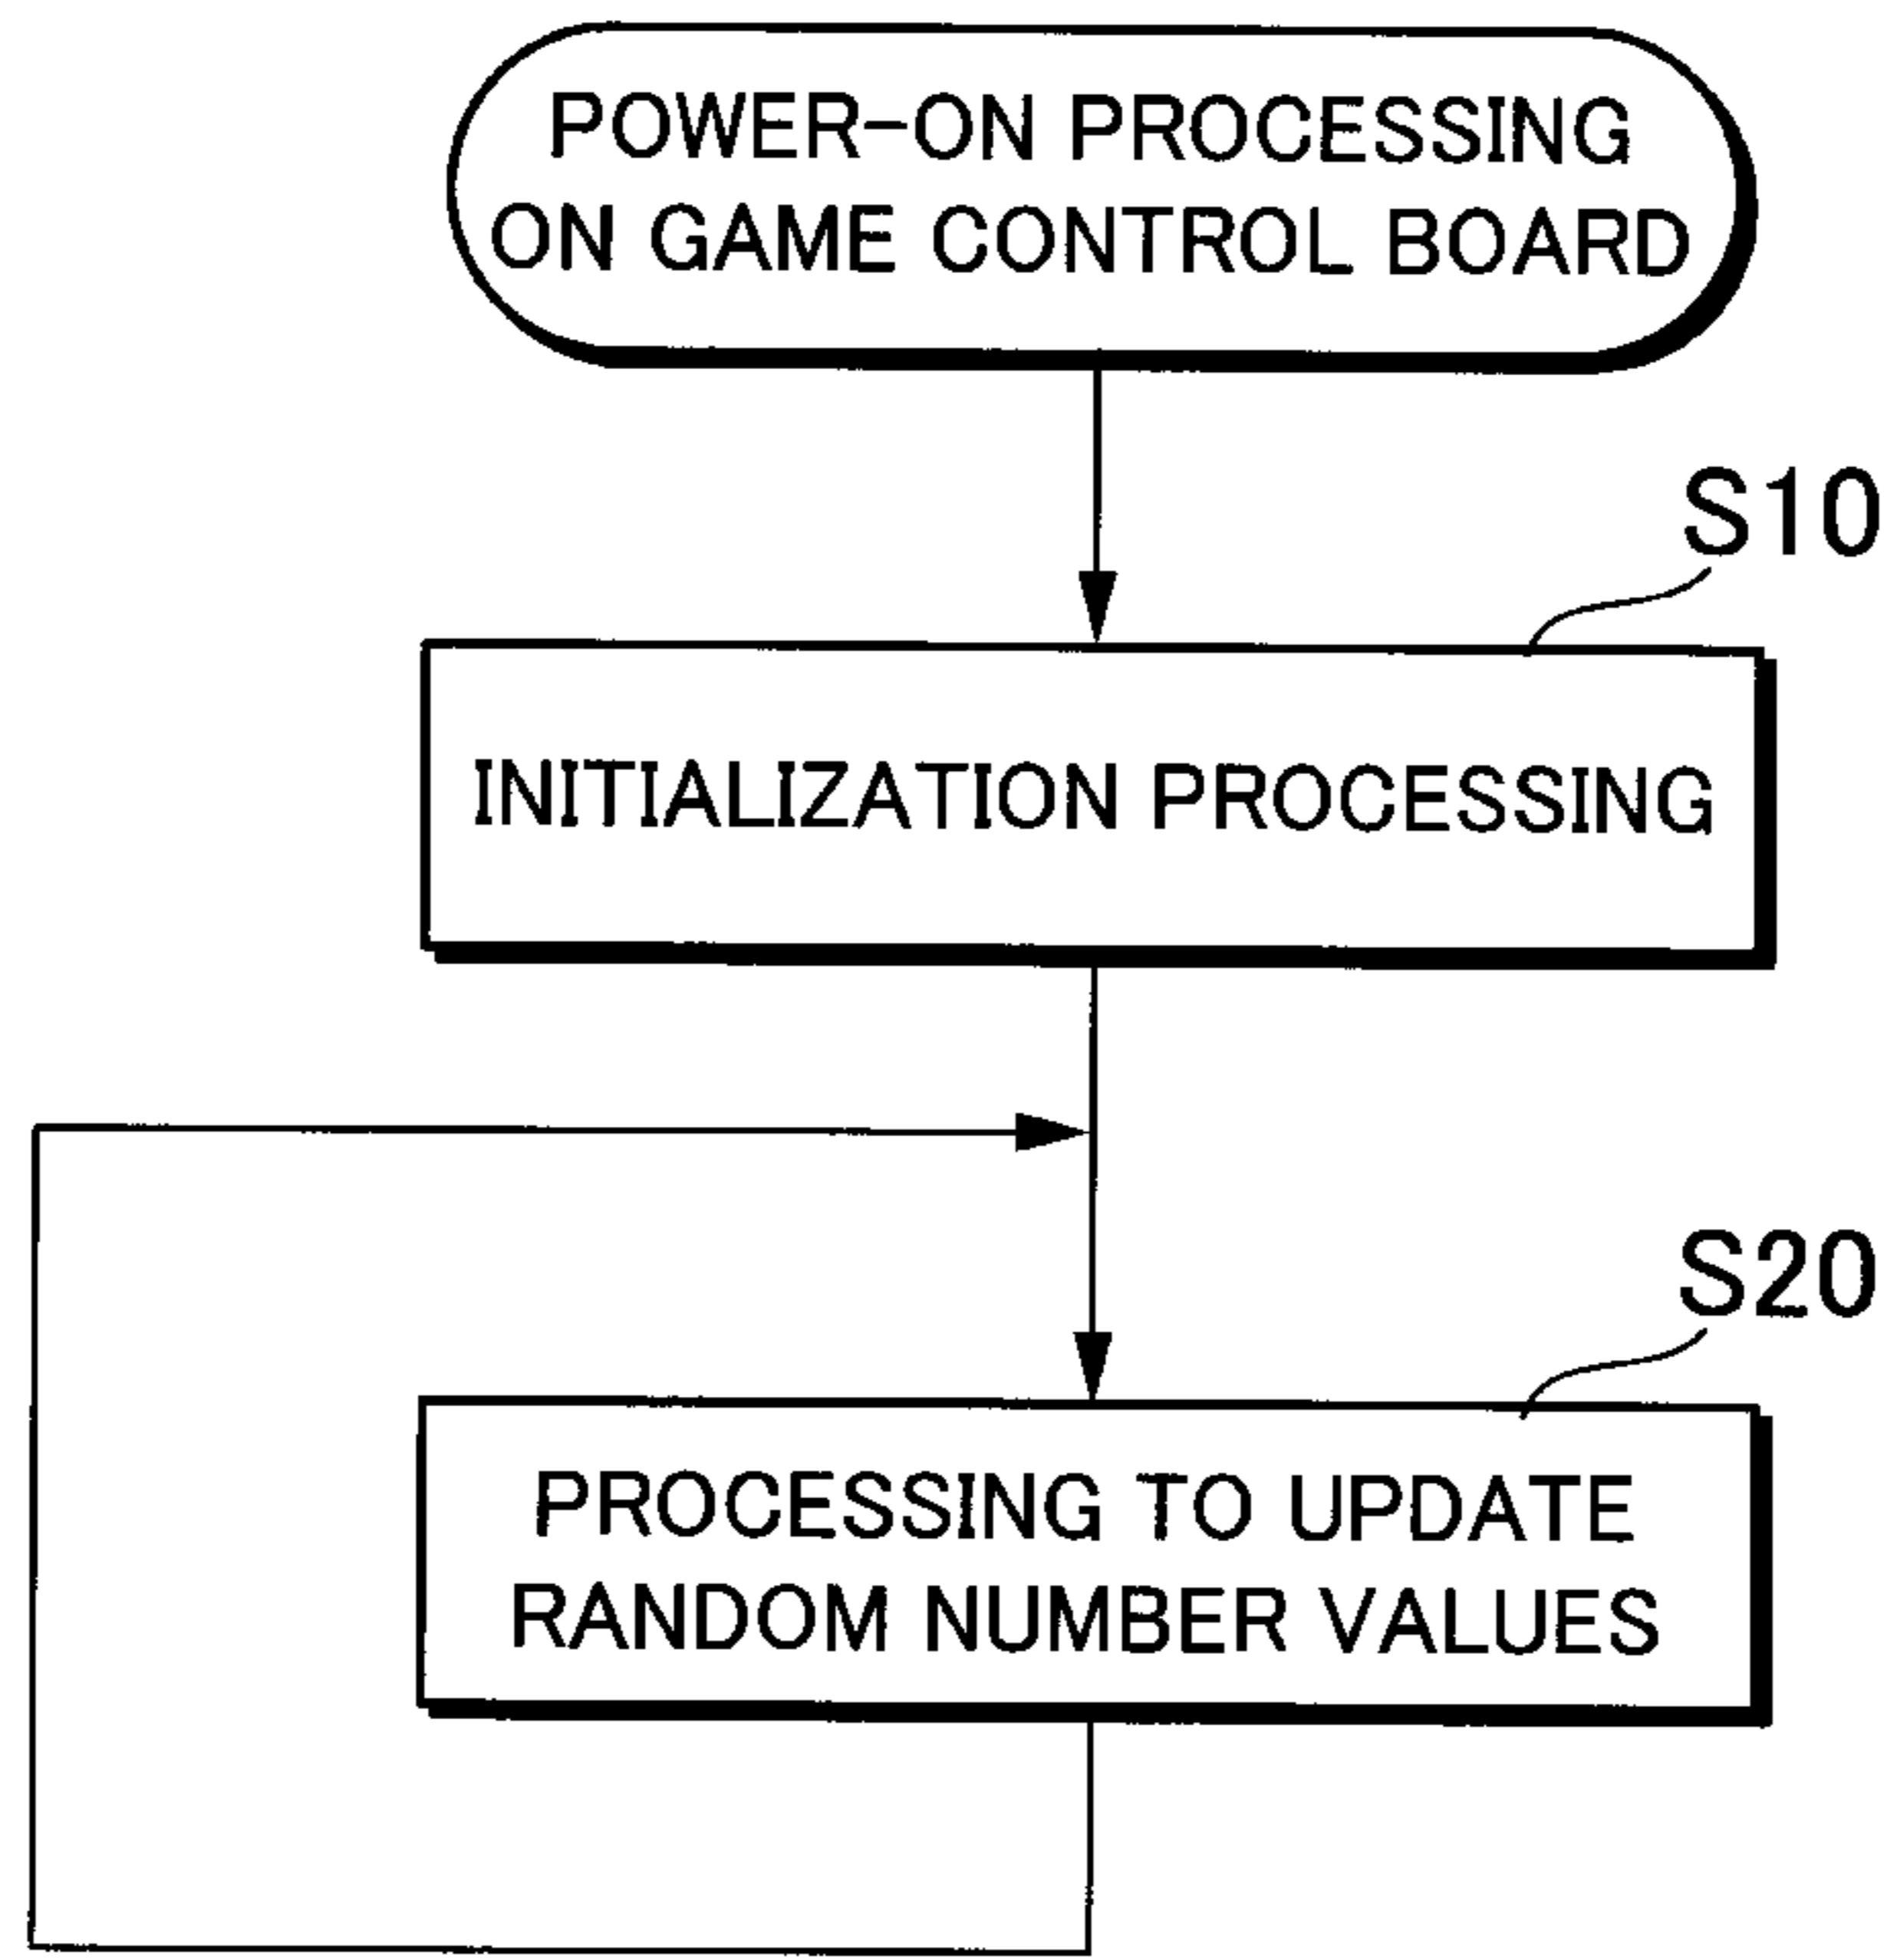 POWER-ON PROCESSING
ON GAME CONTROL BOARD
S10
INITIALIZATION PROCESSING
S20
PROCESSING TO UPDATE
RANDOM NUMBER VALUES